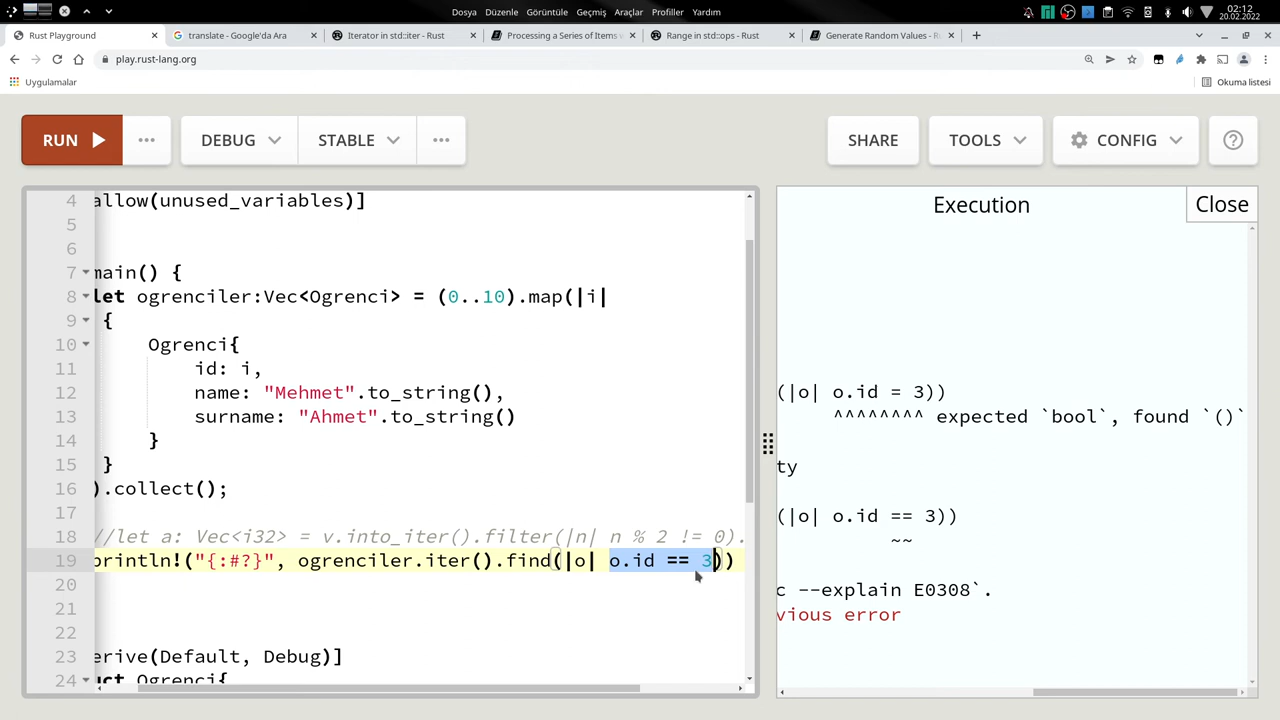 Dosya Düzenle Görüntüle Geçmiş Araçlar Profiller Yardım
02:12
20.02.2022
Rust Playground
translate - Google'da Ara
Iterator in std::iter - Rust
Processing a Series of Items w
Range in std::ops - Rust
Generate Random Values - R
play.rust-lang.org
Uygulamalar
Okuma listesi
RUN
DEBUG
STABLE
SHARE
TOOLS
CONFIG
4 allow(unused_variables)]
5
6
7 main() {
8 let ogrenciler:Vec<Ogrenci> = (0..10).map(|i|
9 {
10 Ogrenci{
11 id: i,
12 name: "Mehmet".to_string(),
13 surname: "Ahmet".to_string()
14 }
15 }
16 ).collect();
17
18 //let a: Vec<i32> = v.into_iter().filter(|n| n % 2 != 0).
19 println!("{:#?}", ogrenciler.iter().find(|o| o.id == 3))
20
21
22
23 erive(Default, Debug)]
24 uct Ogrenci{
Execution
Close
(|o| o.id = 3))
^^^^^^^^ expected `bool`, found `()`
ty
(|o| o.id == 3))
~~
c --explain E0308`.
vious error